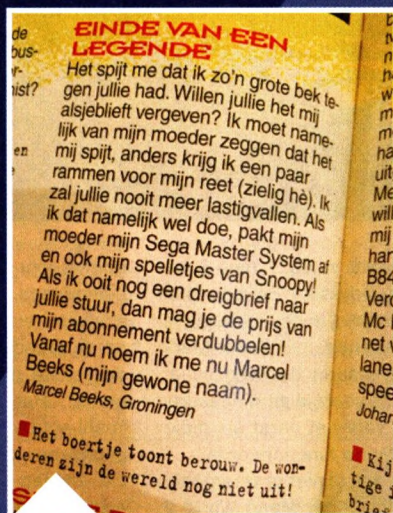 EINDE VAN EEN
LEGENDE
Het spijt me dat ik zo'n grote bek te-
gen jullie had. Willen jullie het mij
alsjeblieft vergeven? Ik moet name-
lijk van mijn moeder zeggen dat het
mij spijt, anders krijg ik een paar
rammen voor mijn reet (zielig hè). Ik
zal jullie nooit meer lastigvallen. Als
ik dat namelijk wel doe, pakt mijn
moeder mijn Sega Master System af
en ook mijn spelletjes van Snoopy!
Als ik ooit nog een dreigbrief naar
jullie stuur, dan mag je de prijs van
mijn abonnement verdubbelen!
Vanaf nu noem ik me nu Marcel
Beeks (mijn gewone naam).
Marcel Beeks, Groningen
Het boertje toont berouw. De won-
deren zijn de wereld nog niet uit!